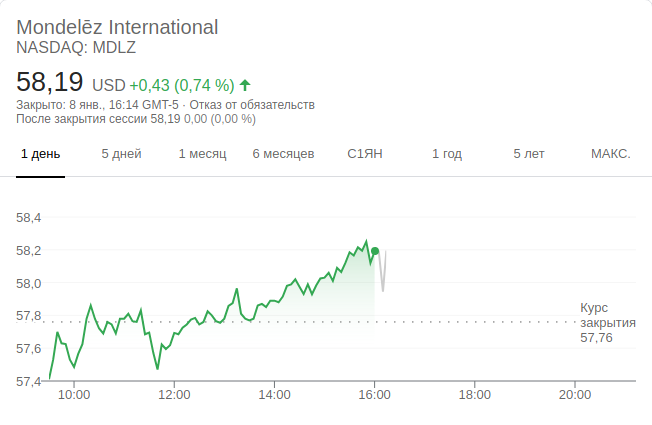 Mondelēz International
NASDAQ: MDLZ
58,19 USD +0,43 (0,74 %)
Закрыто: 8 янв., 16:14 GMT-5 · Отказ от обязательств
После закрытия сессии 58,19 0,00 (0,00 %)
1 день 5 дней 1 месяц 6 месяцев С1ЯН 1 год 5 лет МАКС.
58,4
58,2
58,0
57,8
57,6
57,4
Курс
закрытия
57,76
10:00 12:00 14:00 16:00 18:00 20:00